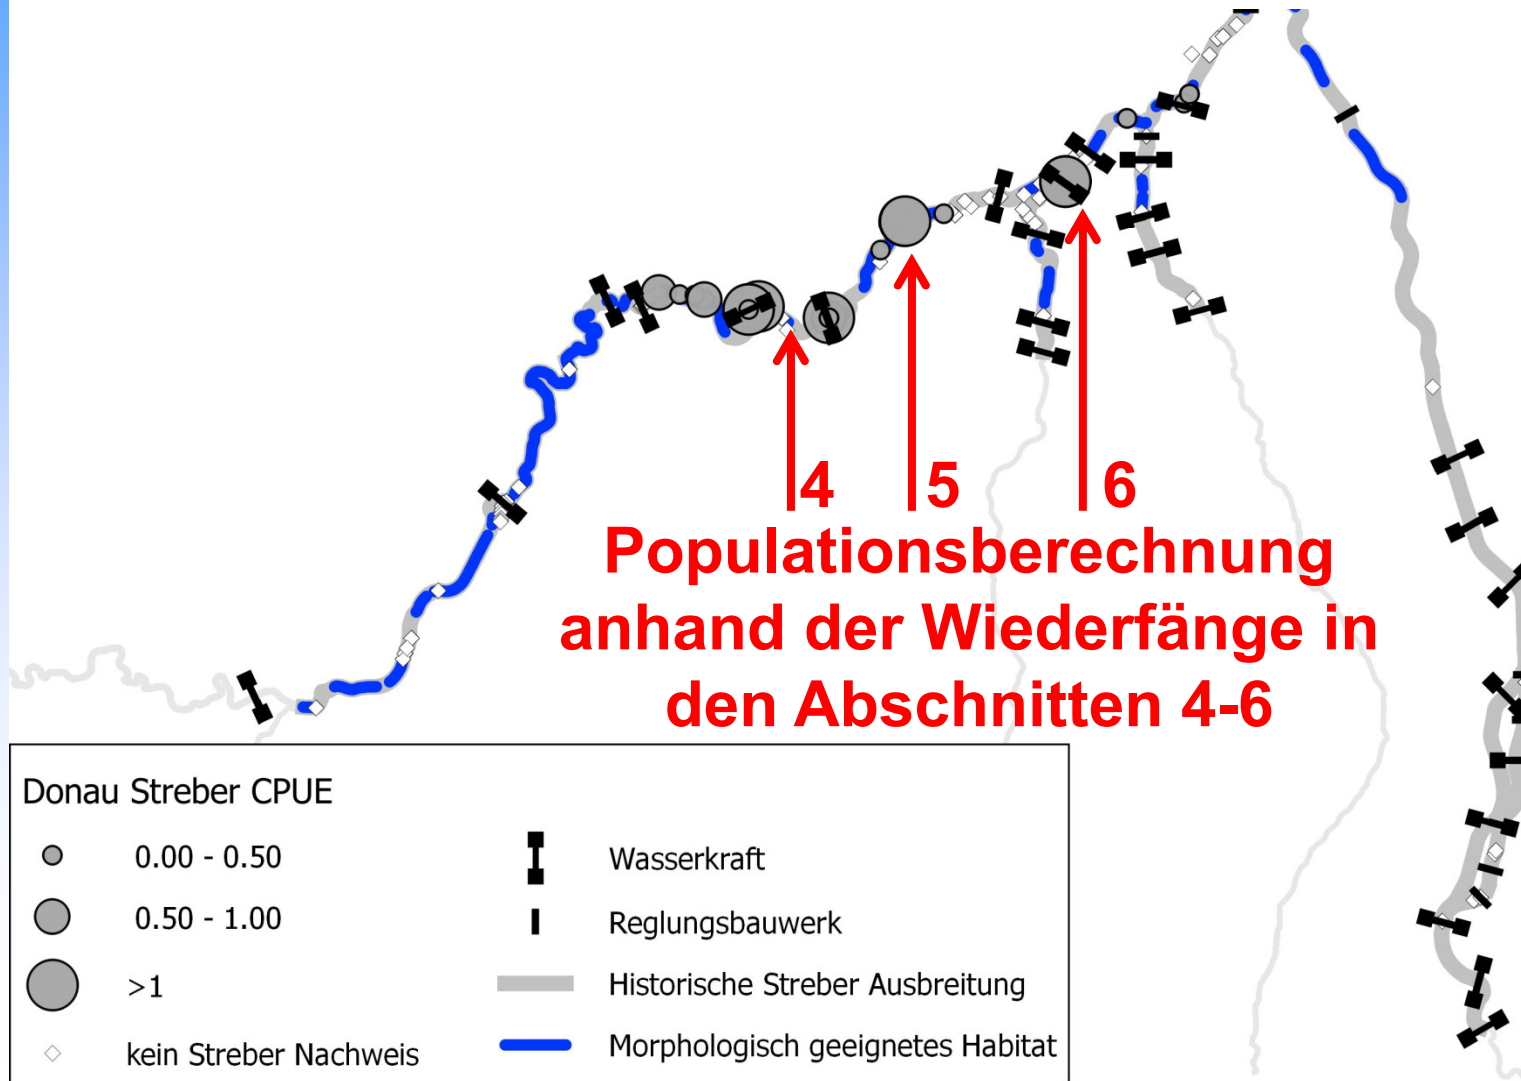 4 5 6
Populationsberechnung
anhand der Wiederfänge in
den Abschnitten 4-6
Donau Streber CPUE
0.00 - 0.50
0.50 - 1.00
>1
kein Streber Nachweis
Wasserkraft
Reglungsbauwerk
Historische Streber Ausbreitung
Morphologisch geeignetes Habitat